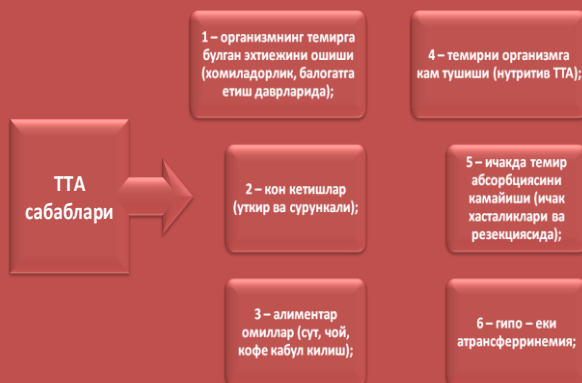 ТТА
сабаблари
1 – организмнинг темирга
булган эхтиежини ошиши
(хомиладорлик, балогатга
етиш даврларида);
2 – кон кетишлар
(уткир ва сурункали);
3 – алиментар
омиллар (сут, чой,
кофе кабул килиш);
4 – темирни организмга
кам тушиши (нутритив ТТА);
5 – ичакда темир
абсорбциясини
камайиши (ичак
хасталиклари ва
резекциясида);
6 – гипо – еки
атрансферринемия;